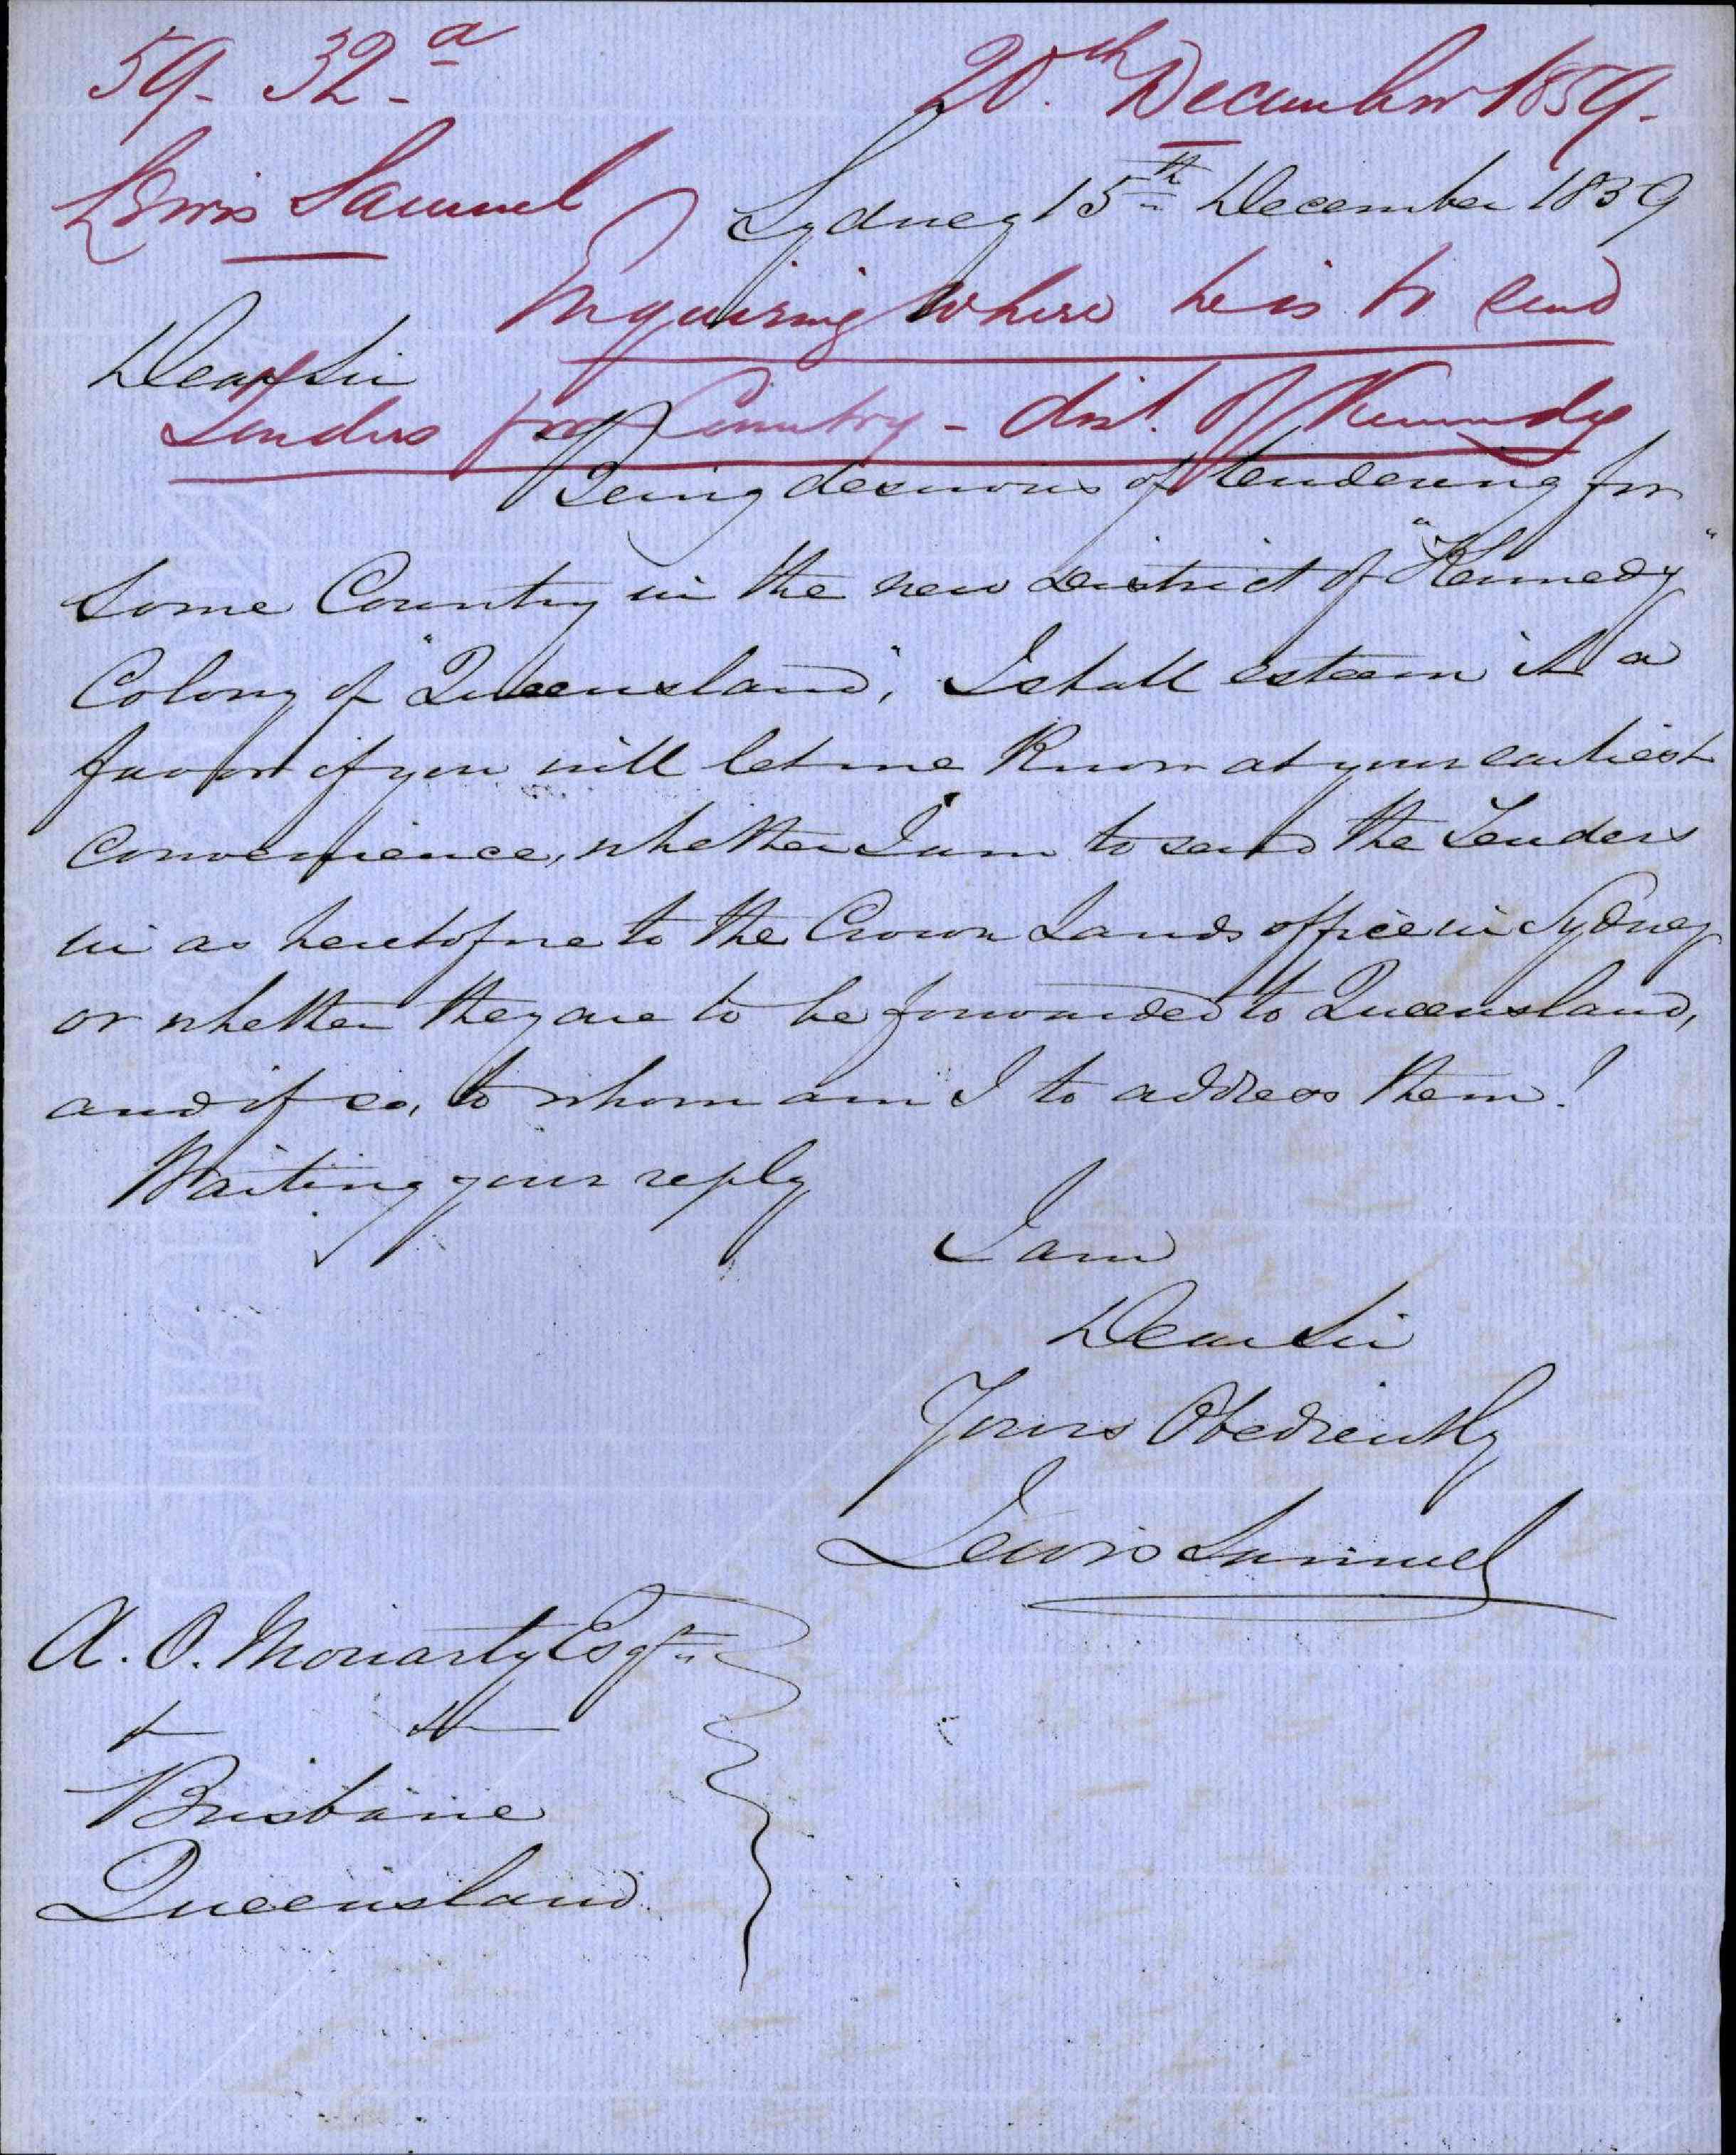 59-32-a
20th December 1859.
Lewis Samuel
Sydney 15th December 1859
Enquiring where he is to send
Dear Sir
Tenders for Country - dist. of Kennedy
Being desirous of tendering for
some Country in the new District of "Kennedy"
Colony of "Queensland", I shall esteem it a
favor if you will let me know at your earliest
convenience, whether I am to send the Tenders
in as heretofore to the Crown Lands office in Sydney
or whether they are to be forwarded to Queensland,
and if so, to whom am I to address them?
Waiting your reply
I am
Dear Sir
Yours Obediently
Lewis Samuel
A. O. Moriarty Esqre
Brisbane
Queensland